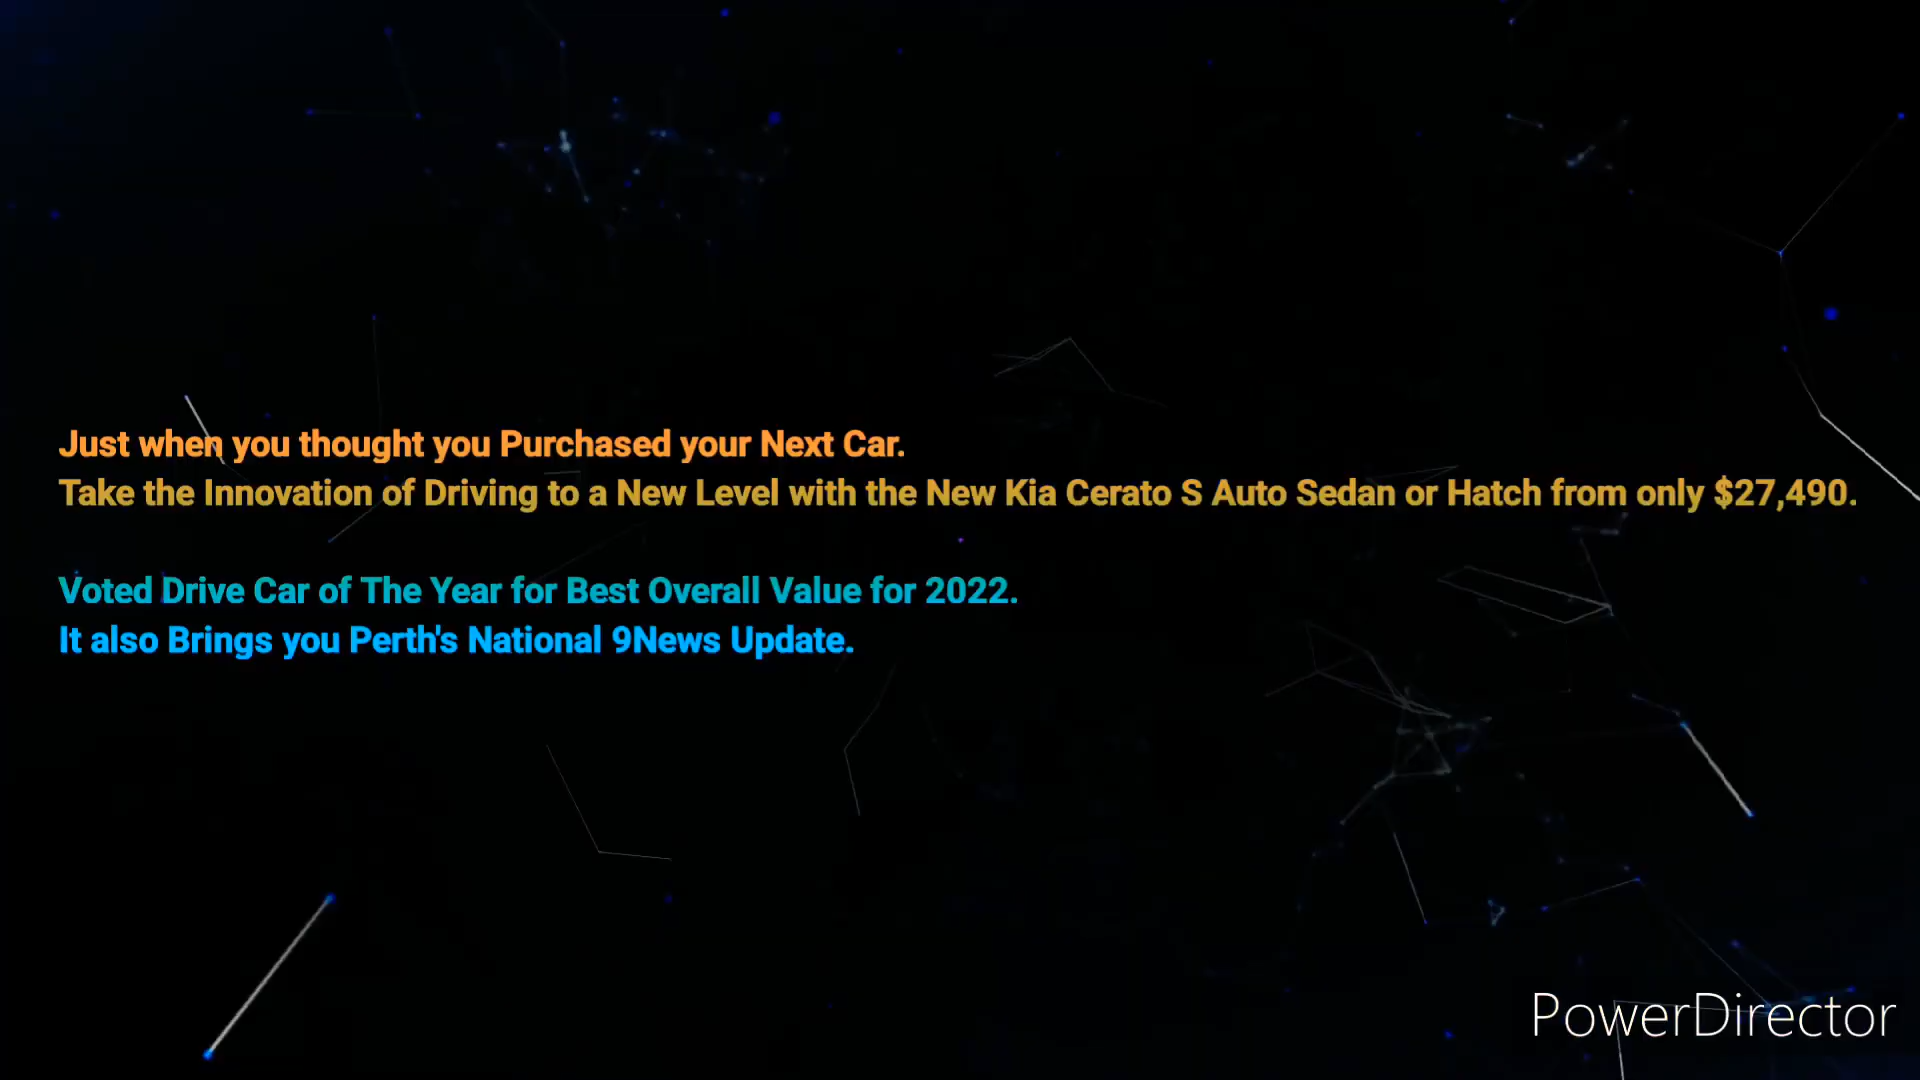 Just when you thought you Purchased your Next Car.
Take the Innovation of Driving to a New Level with the New Kia Cerato S Auto Sedan or Hatch from only $27,490.
Voted Drive Car of The Year for Best Overall Value for 2022.
It also Brings you Perth's National 9News Update.
PowerDirector